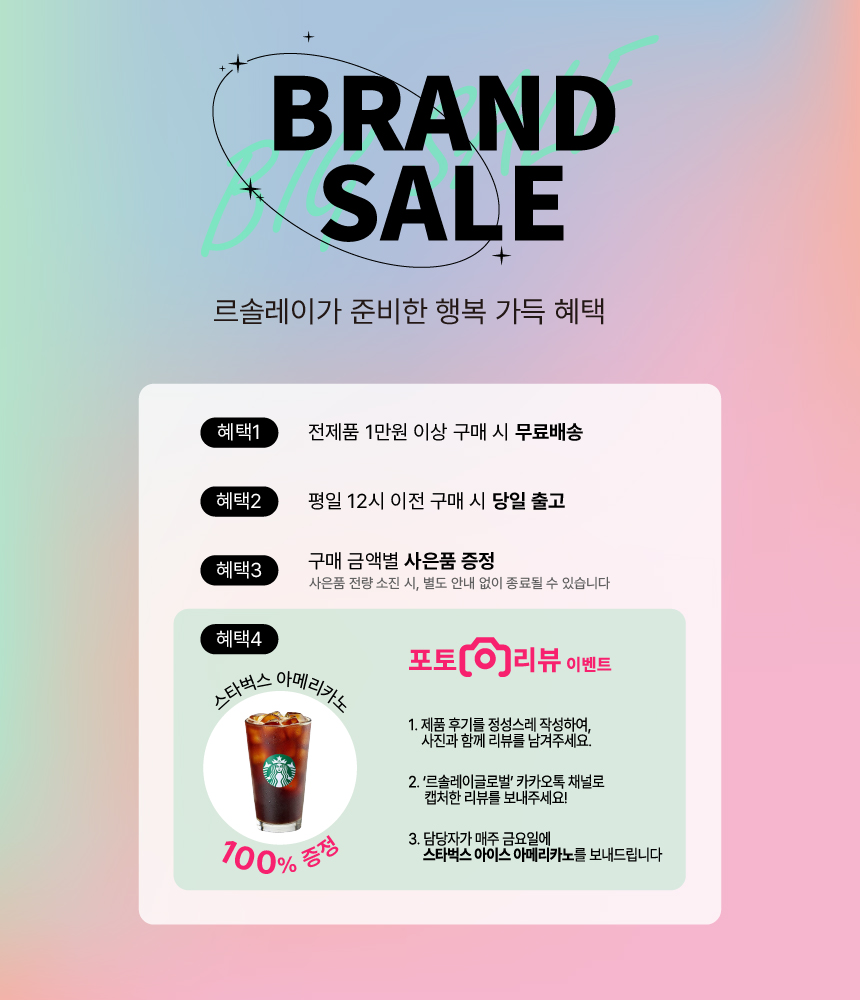 BIG SALE
BRAND
SALE
르솔레이가 준비한 행복 가득 혜택
혜택1 전제품 1만원 이상 구매 시 무료배송
혜택2 평일 12시 이전 구매 시 당일 출고
혜택3 구매 금액별 사은품 증정
사은품 전량 소진 시, 별도 안내 없이 종료될 수 있습니다
혜택4
스타벅스 아메리카노
100% 증정
포토 리뷰 이벤트
1. 제품 후기를 정성스레 작성하여,
사진과 함께 리뷰를 남겨주세요.
2. ‘르솔레이글로벌’ 카카오톡 채널로
캡처한 리뷰를 보내주세요!
3. 담당자가 매주 금요일에
스타벅스 아이스 아메리카노를 보내드립니다